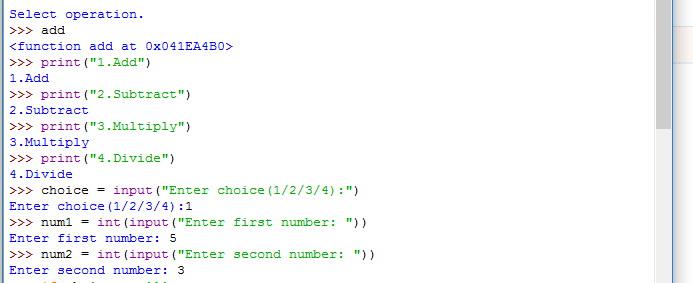 Select operation.
>>> add
<function add at 0x041EA4B0>
>>> print("1.Add")
1.Add
>>> print("2.Subtract")
2.Subtract
>>> print("3.Multiply")
3.Multiply
>>> print("4.Divide")
4.Divide
>>> choice = input("Enter choice(1/2/3/4):")
Enter choice(1/2/3/4):1
>>> num1 = int(input("Enter first number: "))
Enter first number: 5
>>> num2 = int(input("Enter second number: "))
Enter second number: 3